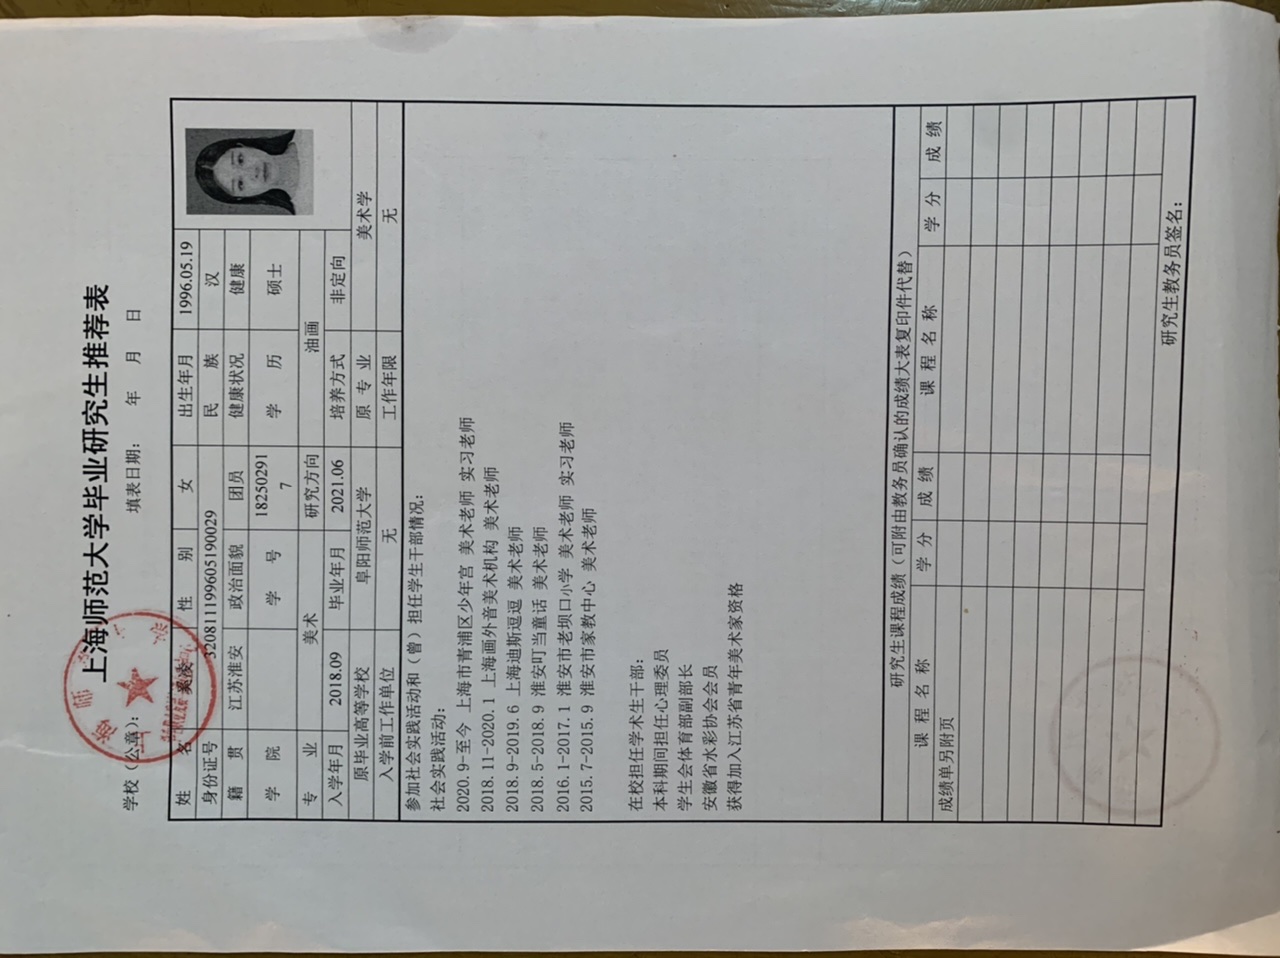 上海师范大学毕业研究生推荐表
学校（公章）： 填表日期： 年 月 日
姓 名 性 别 女 出生年月 1996.05.19
身份证号 320811199605190029 民 族 汉
籍 贯 江苏淮安 政治面貌 团员 健康状况 健康
学 院 学 号 182502917 学 历 硕士
专 业 美术 研究方向 油画
入学年月 2018.09 毕业年月 2021.06 培养方式 非定向
原毕业高等学校 阜阳师范大学 原 专 业 美术学
入学前工作单位 无 工作年限 无
参加社会实践活动和（曾）担任学生干部情况：
社会实践活动：
2020.9-至今 上海市青浦区少年宫 美术老师 实习老师
2018.11-2020.1 上海画外音美术机构 美术老师
2018.9-2019.6 上海迪斯逗逗 美术老师
2018.5-2018.9 淮安叮当童话 美术老师
2016.1-2017.1 淮安市老坝口小学 美术老师 实习老师
2015.7-2015.9 淮安市家教中心 美术老师
在校担任学术生干部：
本科期间担任心理委员
学生会体育部副部长
安徽省水彩协会会员
获得加入江苏省青年美术家资格
研究生课程成绩（可附由教务员确认的成绩大表复印件代替）
课 程 名 称 学 分 成 绩 课 程 名 称 学 分 成 绩
成绩单另附页
研究生教务员签名：